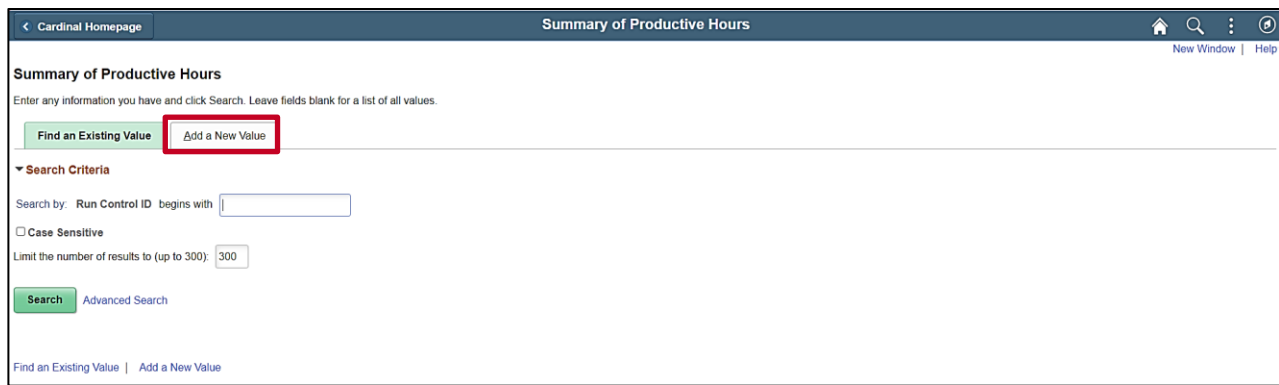 Cardinal Homepage
Summary of Productive Hours
New Window | Help
Summary of Productive Hours
Enter any information you have and click Search. Leave fields blank for a list of all values.
Find an Existing Value
Add a New Value
Search Criteria
Search by: Run Control ID begins with
Case Sensitive
Limit the number of results to (up to 300): 300
Search Advanced Search
Find an Existing Value | Add a New Value